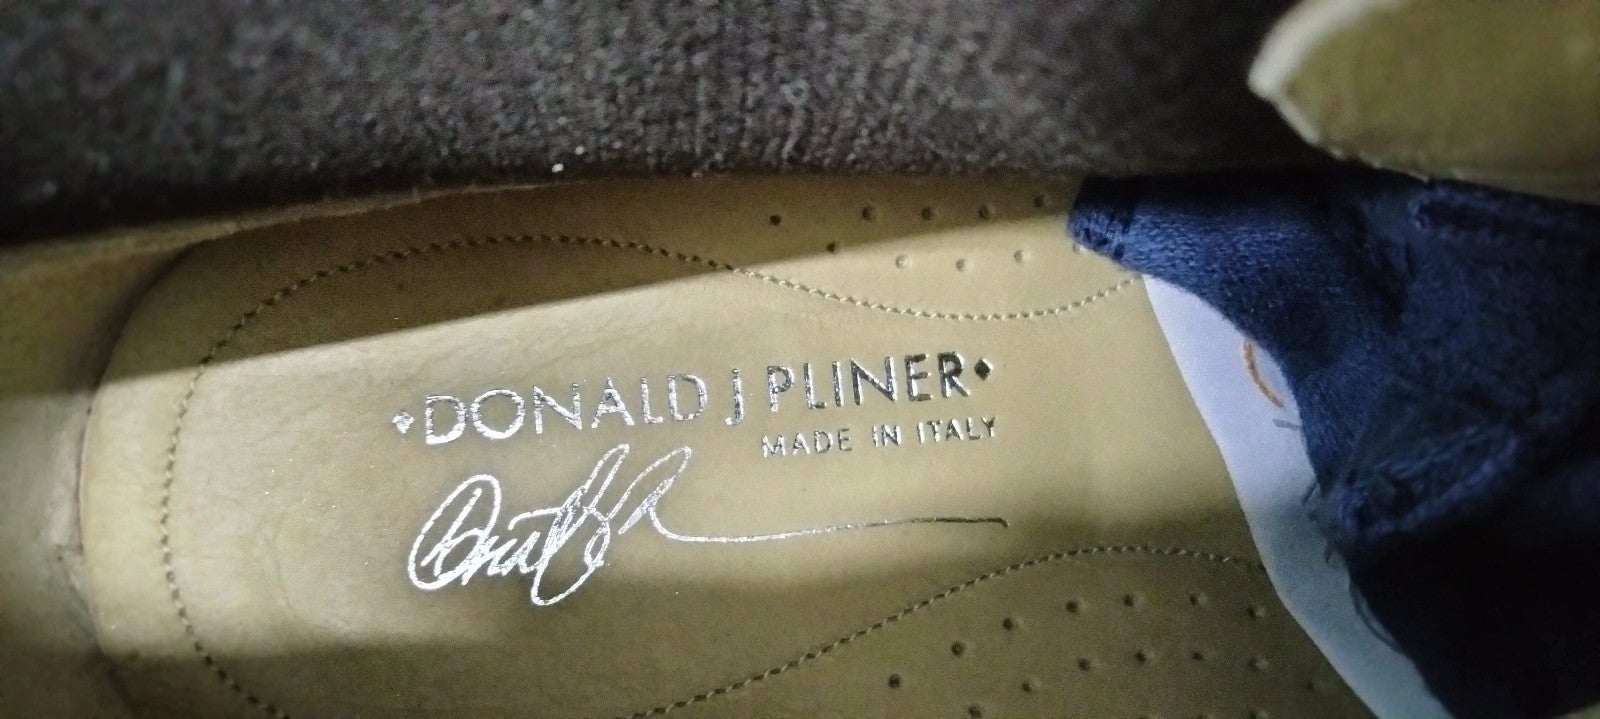 DONALD J PLINER
MADE IN ITALY